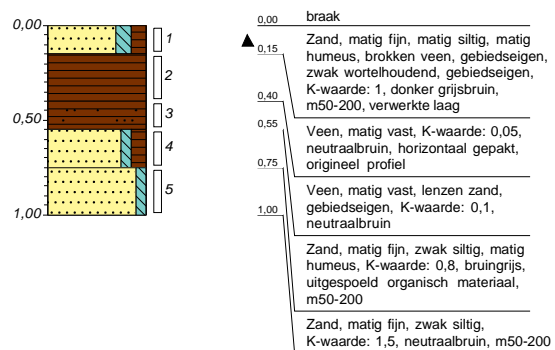 0,00
0,50
1,00
1
2
3
4
5
0,00
braak
0,15
Zand, matig fijn, matig siltig, matig
humeus, brokken veen, gebiedseigen,
zwak wortelhoudend, gebiedseigen,
K-waarde: 1, donker grijsbruin,
m50-200, verwerkte laag
0,40
Veen, matig vast, K-waarde: 0,05,
neutraalbruin, horizontaal gepakt,
origineel profiel
0,55
Veen, matig vast, lenzen zand,
gebiedseigen, K-waarde: 0,1,
neutraalbruin
0,75
Zand, matig fijn, zwak siltig, matig
humeus, K-waarde: 0,8, bruingrijs,
uitgespoeld organisch materiaal,
m50-200
1,00
Zand, matig fijn, zwak siltig,
K-waarde: 1,5, neutraalbruin, m50-200